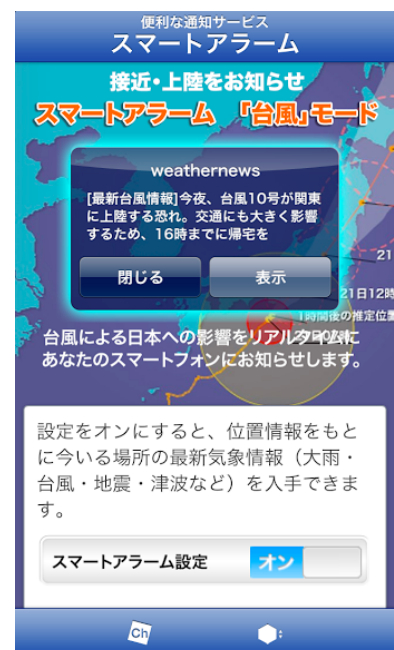 便利な通知サービス
スマートアラーム
接近・上陸をお知らせ
スマートアラーム 「台風」モード
weathernews
[最新台風情報]今夜、台風10号が関東
に上陸する恐れ。交通にも大きく影響
するため、16時までに帰宅を
閉じる
表示
21
21日12時
1時間後の推定位置
台風による日本への影響をリアルタイムに
あなたのスマートフォンにお知らせします。
設定をオンにすると、位置情報をもと
に今いる場所の最新気象情報（大雨・
台風・地震・津波など）を入手できま
す。
スマートアラーム設定
オン
Ch